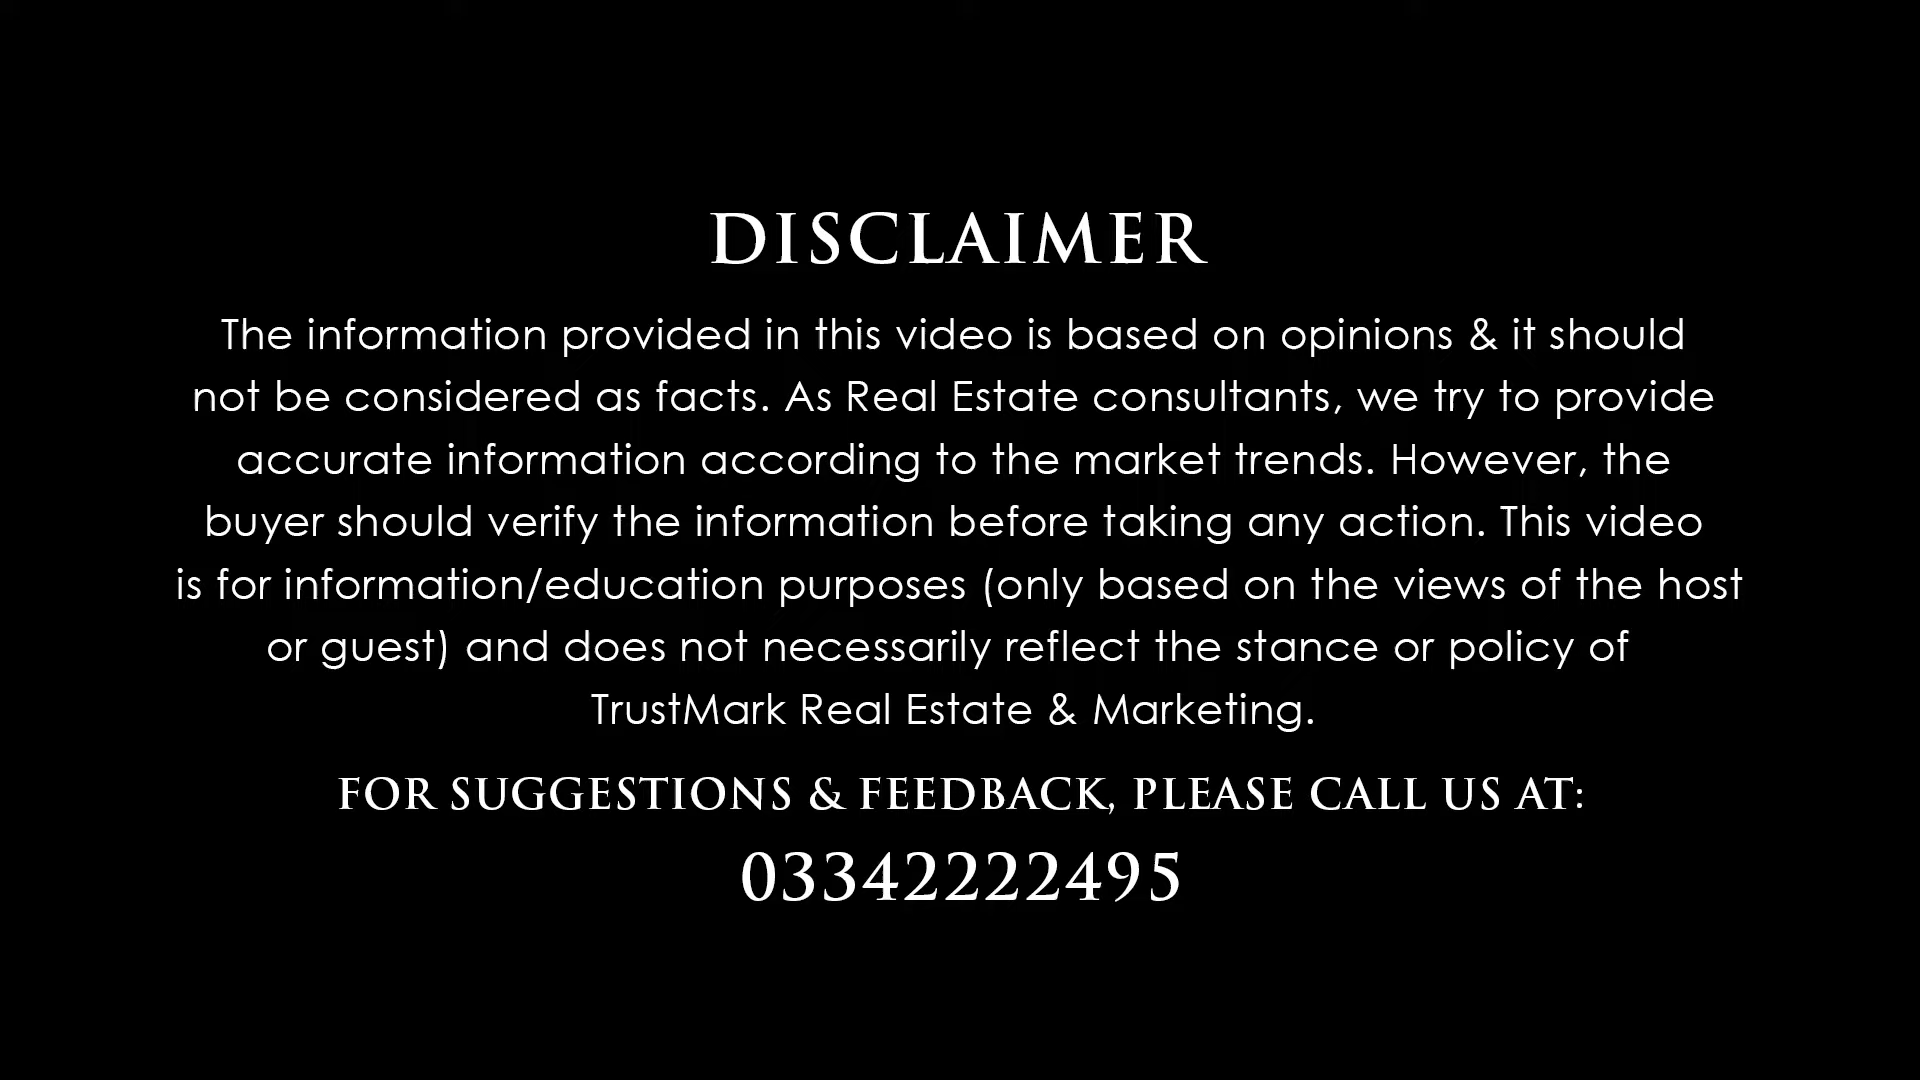 DISCLAIMER
The information provided in this video is based on opinions & it should
not be considered as facts. As Real Estate consultants, we try to provide
accurate information according to the market trends. However, the
buyer should verify the information before taking any action. This video
is for information/education purposes (only based on the views of the host
or guest) and does not necessarily reflect the stance or policy of
TrustMark Real Estate & Marketing.
FOR SUGGESTIONS & FEEDBACK, PLEASE CALL US AT:
03342222495